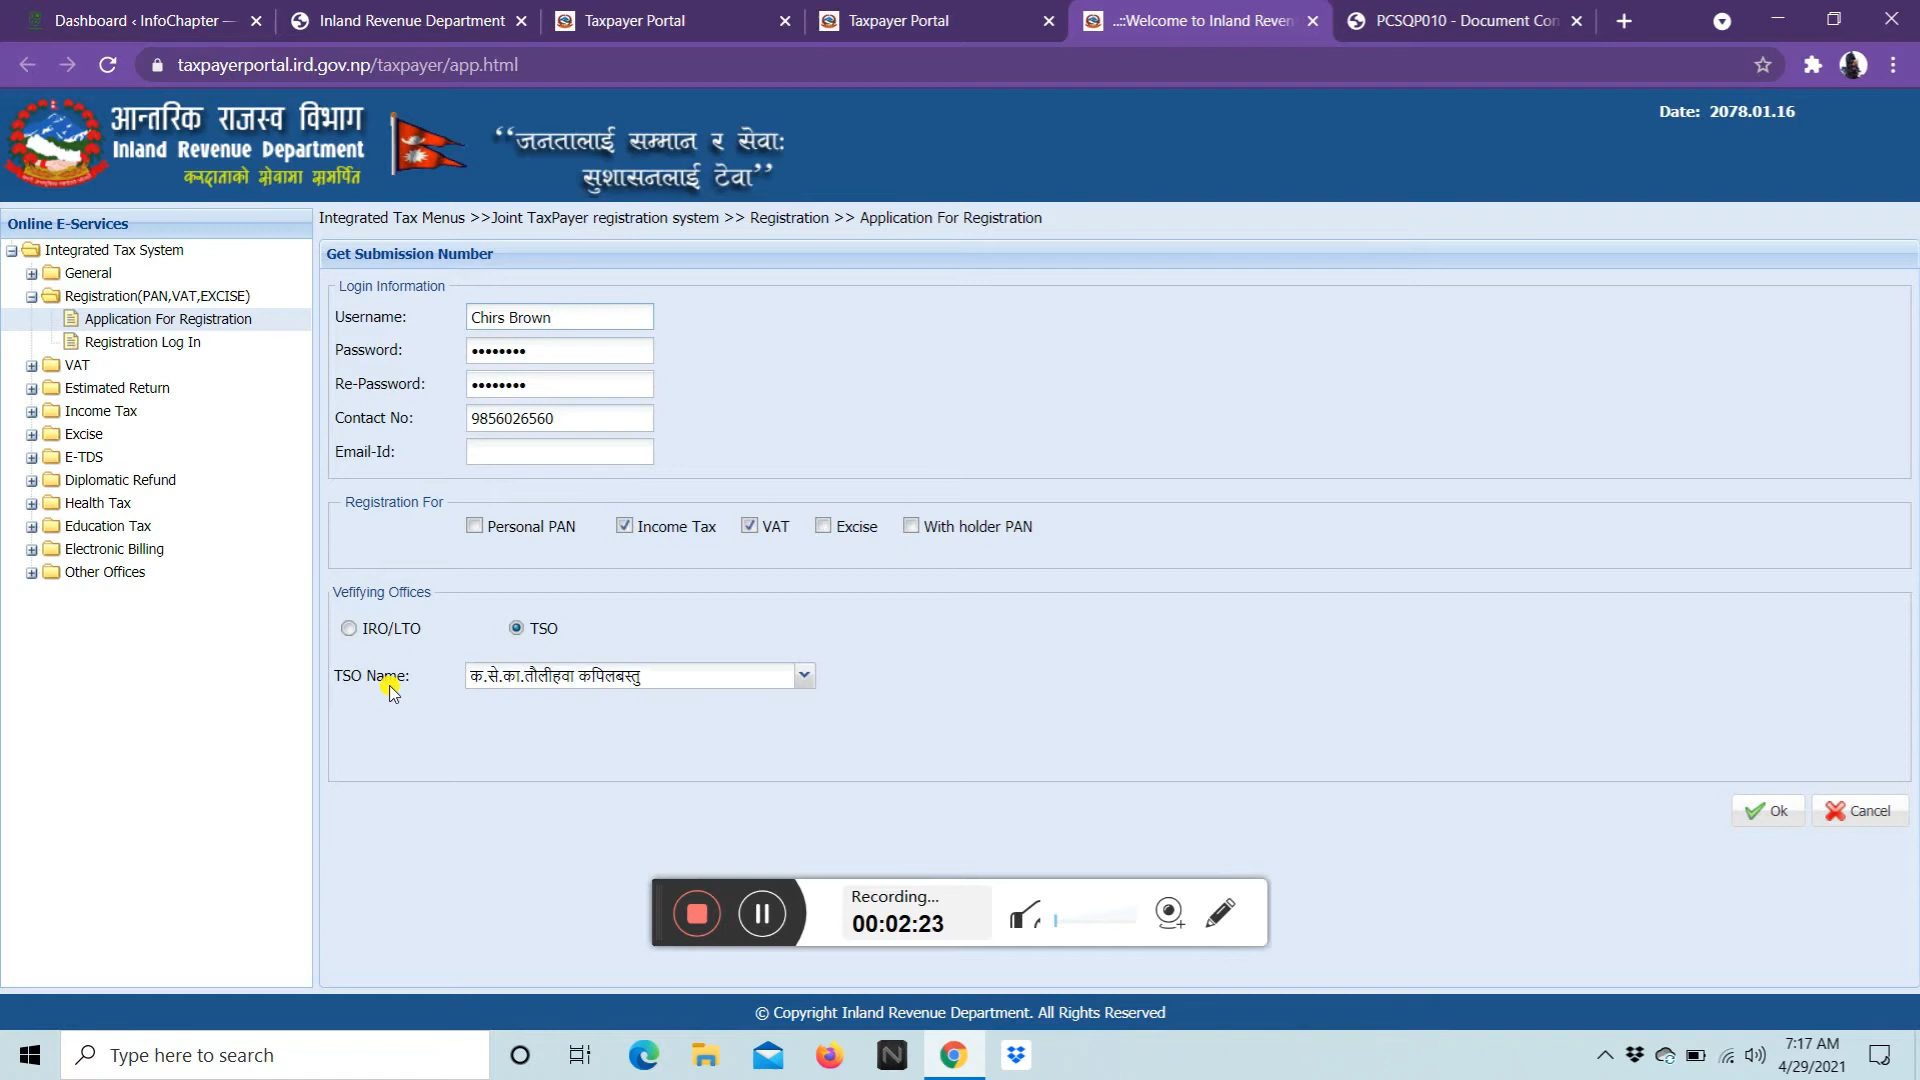 Dashboard ‹ InfoChapter —
Inland Revenue Department
Taxpayer Portal
Taxpayer Portal
..::Welcome to Inland Reven
PCSQP010 - Document Con
taxpayerportal.ird.gov.np/taxpayer/app.html
आन्तरिक राजस्व विभाग
Inland Revenue Department
करदाताको सेवामा समर्पित
“जनतालाई सम्मान र सेवा:
सुशासनलाई टेवा”
Date: 2078.01.16
Online E-Services
Integrated Tax System
General
Registration(PAN,VAT,EXCISE)
Application For Registration
Registration Log In
VAT
Estimated Return
Income Tax
Excise
E-TDS
Diplomatic Refund
Health Tax
Education Tax
Electronic Billing
Other Offices
Integrated Tax Menus >>Joint TaxPayer registration system >> Registration >> Application For Registration
Get Submission Number
Login Information
Username: Chirs Brown
Password: ••••••••
Re-Password: ••••••••
Contact No: 9856026560
Email-Id:
Registration For
Personal PAN Income Tax VAT Excise With holder PAN
Vefifying Offices
IRO/LTO TSO
TSO Name: क.से.का.तौलीहवा कपिलबस्तु
Ok Cancel
Recording...
00:02:23
© Copyright Inland Revenue Department. All Rights Reserved
Type here to search
7:17 AM
4/29/2021